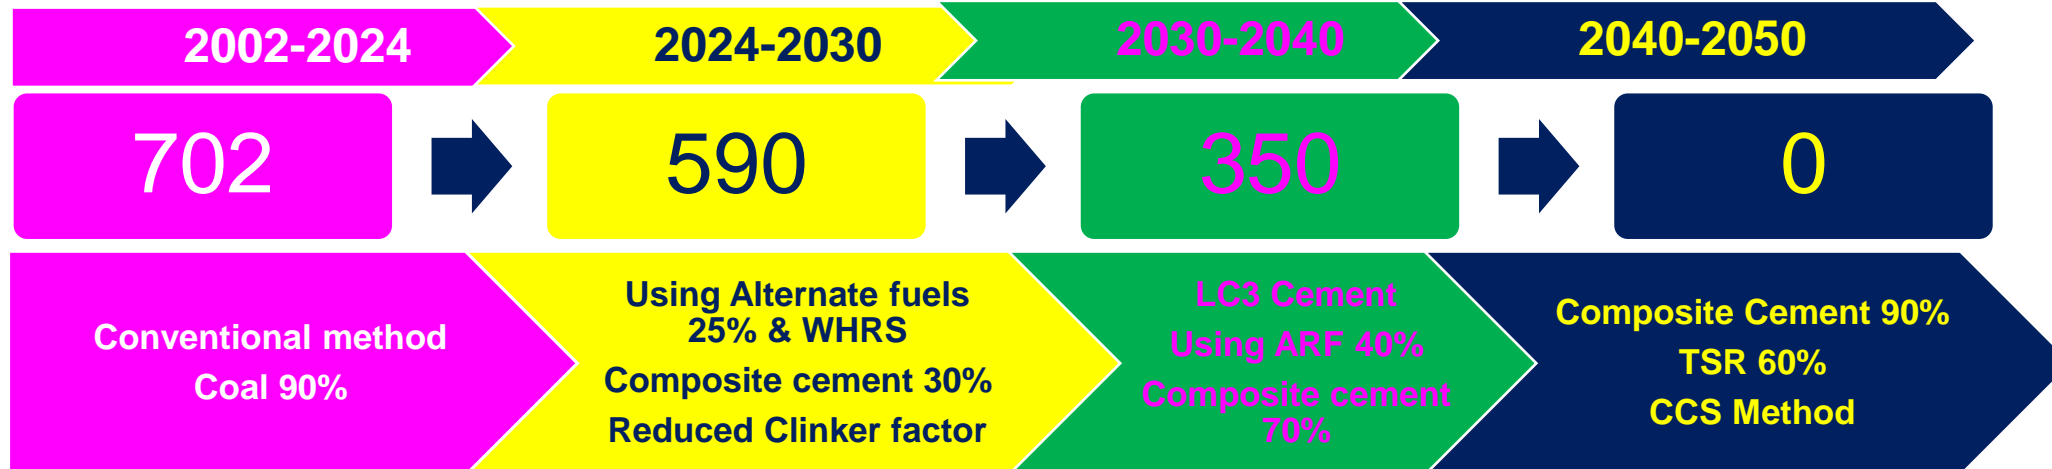 2002-2024
2024-2030
2030-2040
2040-2050
702
590
350
0
Conventional method
Coal 90%
Using Alternate fuels
25% & WHRS
Composite cement 30%
Reduced Clinker factor
LC3 Cement
Using ARF 40%
Composite cement
70%
Composite Cement 90%
TSR 60%
CCS Method